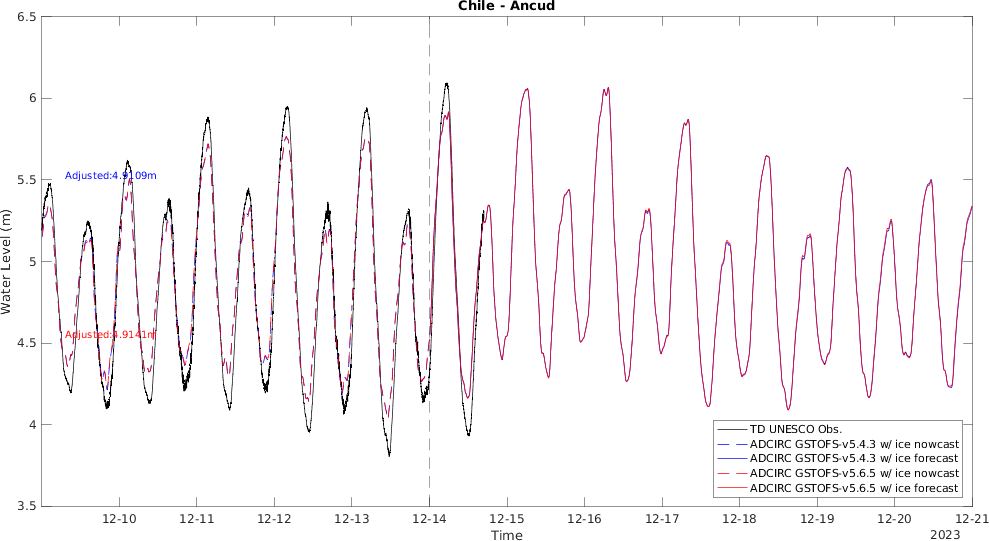 Chile - Ancud
6.5
6
5.5
5
4.5
4
3.5
Water Level (m)
Adjusted:4.9109m
Adjusted:4.9141m
TD UNESCO Obs.
ADCIRC GSTOFS-v5.4.3 w/ ice nowcast
ADCIRC GSTOFS-v5.4.3 w/ ice forecast
ADCIRC GSTOFS-v5.6.5 w/ ice nowcast
ADCIRC GSTOFS-v5.6.5 w/ ice forecast
12-10 12-11 12-12 12-13 12-14 12-15 12-16 12-17 12-18 12-19 12-20 12-21
Time
2023